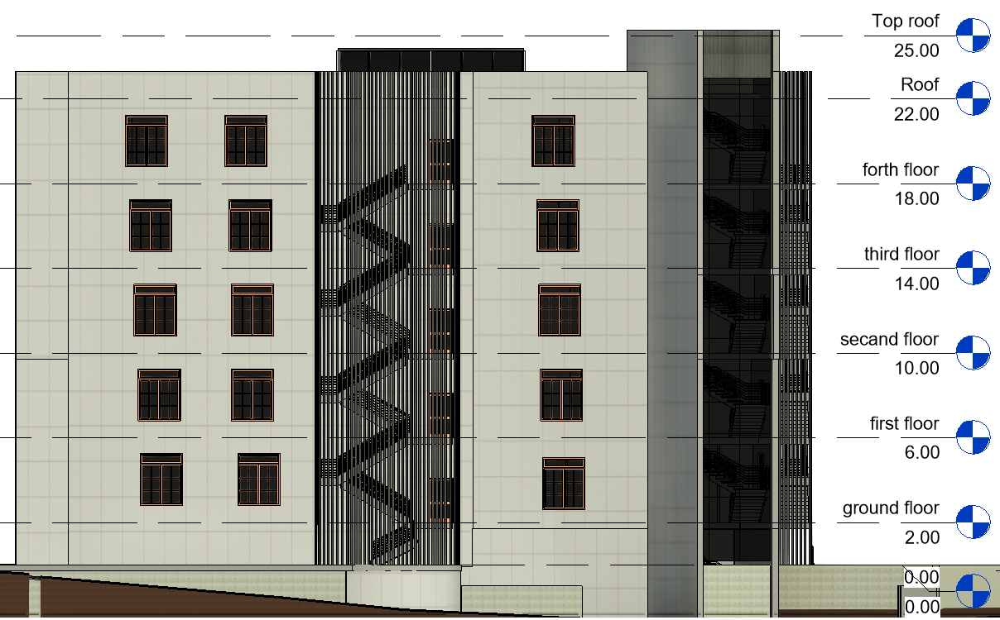 Top roof
25.00
Roof
22.00
forth floor
18.00
third floor
14.00
secand floor
10.00
first floor
6.00
ground floor
2.00
0.00
0.00